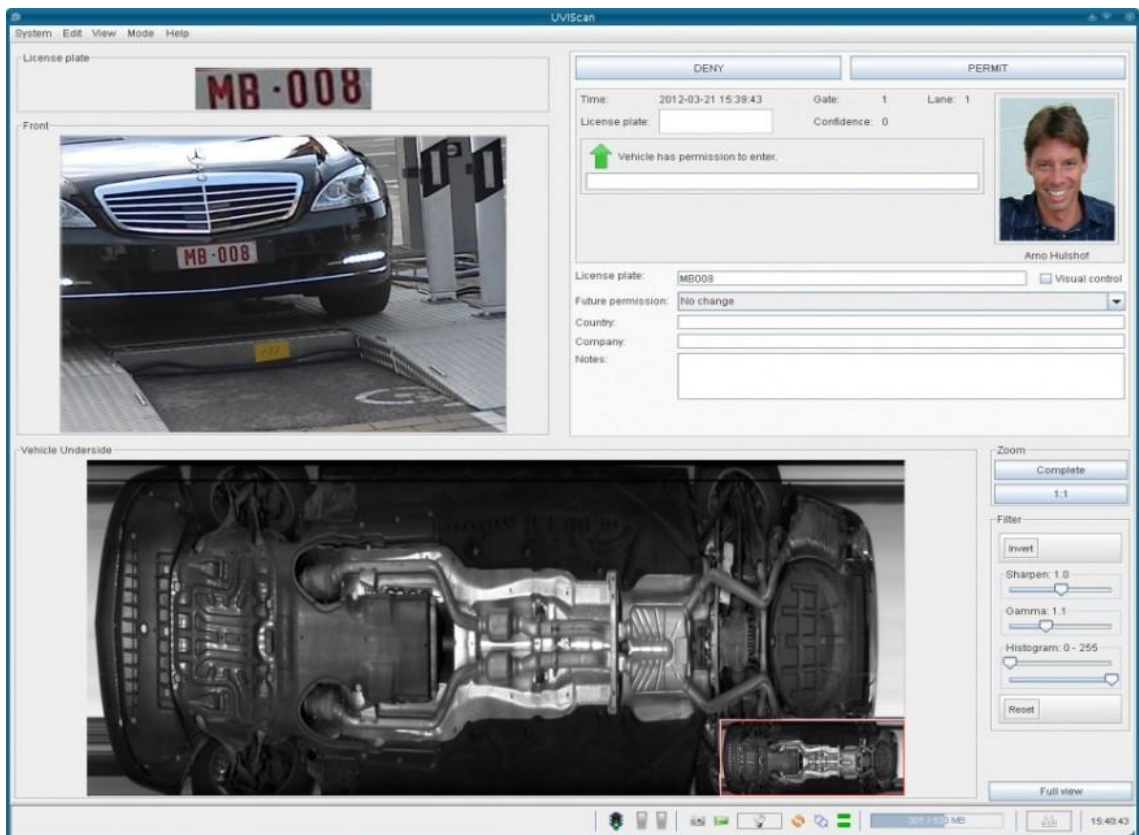 UVIScan
System Edit View Mode Help
License plate
MB·008
Front
MB·008
DENY PERMIT
Time: 2012-03-21 15:39:43 Gate: 1 Lane: 1
License plate: Confidence: 0
Vehicle has permission to enter.
Arno Hulshof
License plate: MB008 Visual control
Future permission: No change
Country:
Company:
Notes:
Vehicle Underside
Zoom
Complete
1:1
Filter
Invert
Sharpen: 1.0
Gamma: 1.1
Histogram: 0 - 255
Reset
Full view
15:40:43